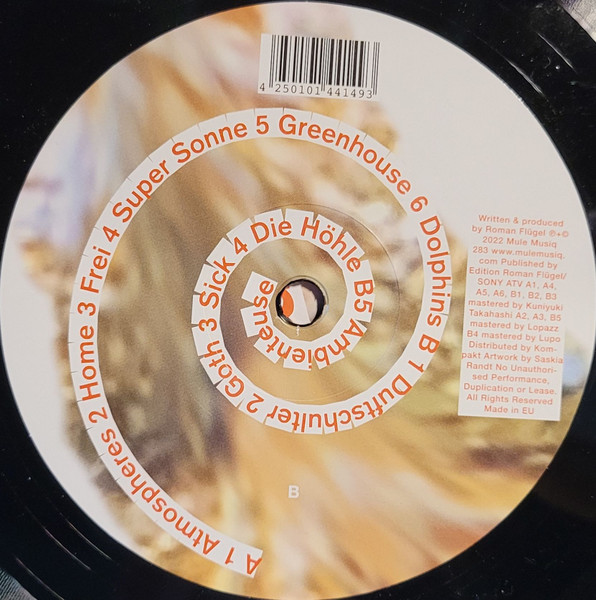 4 250101 441493
A 1 Atmospheres 2 Home 3 Frei 4 Super Sonne 5 Greenhouse 6 Dolphins B 1 Duftschulter 2 Goth 3 Sick 4 Die Höhle B5 Ambienteuse
Written & produced
by Roman Flügel ℗+©
2022 Mule Musiq
283 www.mulemusiq.
com Published by
Edition Roman Flügel/
SONY ATV A1, A4,
A5, A6, B1, B2, B3
mastered by Kuniyuki
Takahashi A2, A3, B5
mastered by Lopazz
B4 mastered by Lupo
Distributed by Kom-
pakt Artwork by Saskia
Randt No Unauthori-
sed Performance,
Duplication or Lease.
All Rights Reserved
Made in EU
B